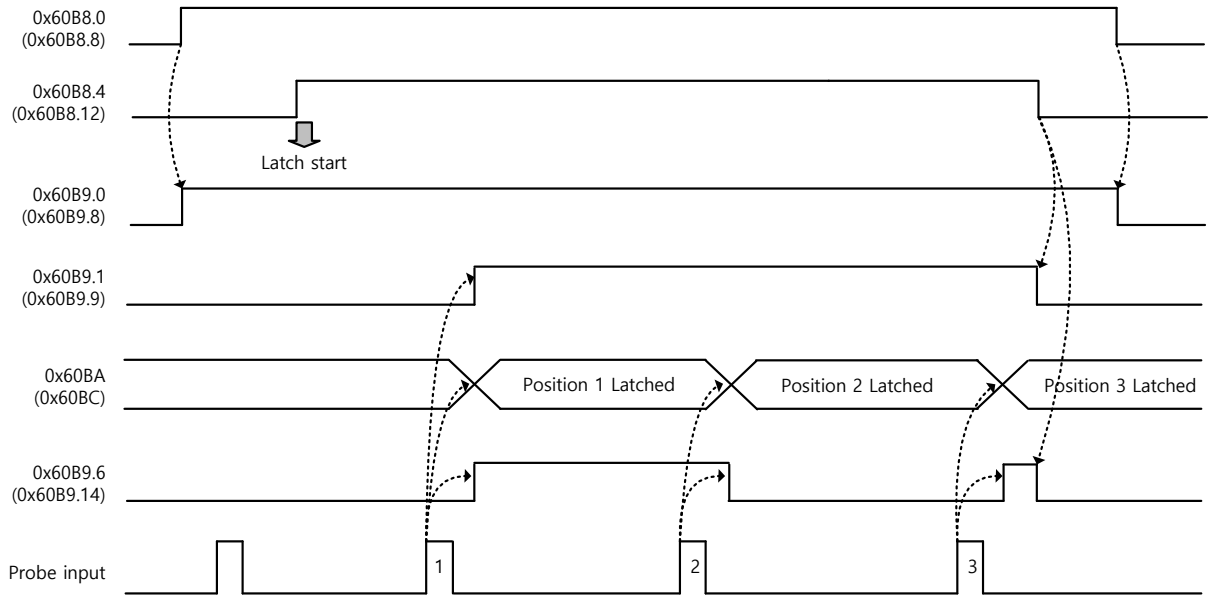 0x60B8.0
(0x60B8.8)
0x60B8.4
(0x60B8.12)
Latch start
0x60B9.0
(0x60B9.8)
0x60B9.1
(0x60B9.9)
0x60BA
(0x60BC)
Position 1 Latched
Position 2 Latched
Position 3 Latched
0x60B9.6
(0x60B9.14)
Probe input
1
2
3